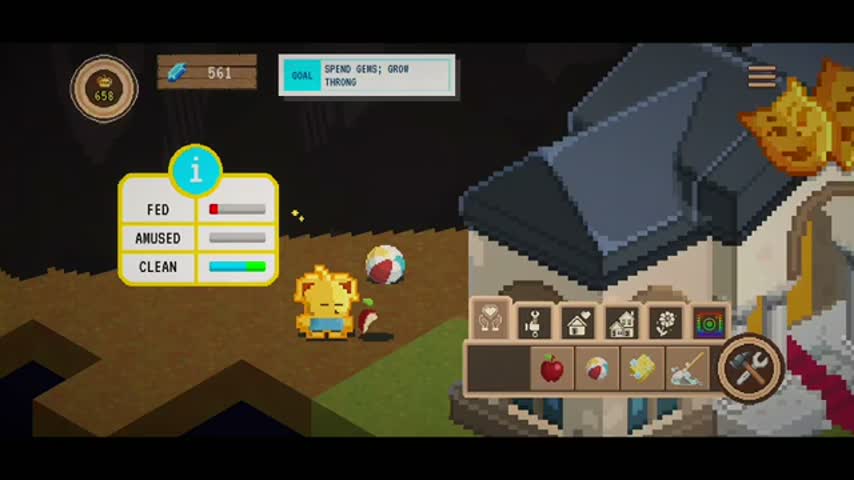 658
561
GOAL
SPEND GEMS; GROW
THRONG
i
FED
AMUSED
CLEAN